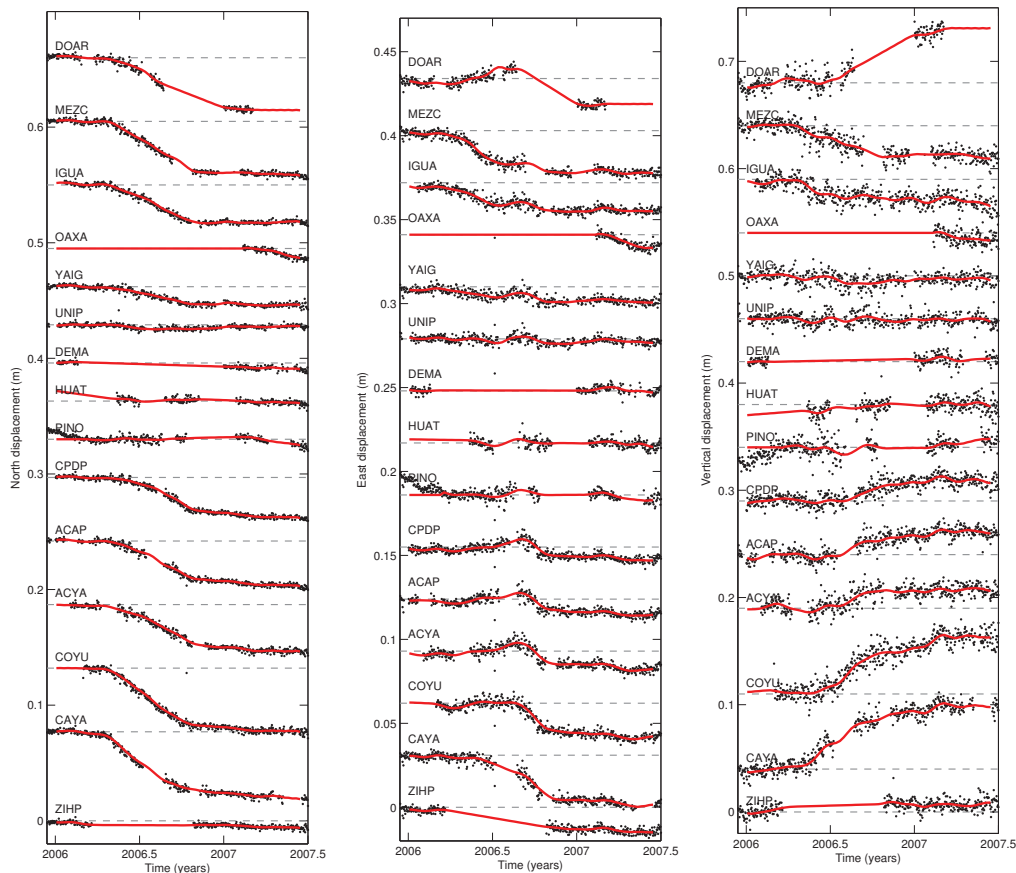 North displacement (m)
0.6
0.5
0.4
0.3
0.2
0.1
0
DOAR
MEZC
IGUA
OAXA
YAIG
UNIP
DEMA
HUAT
PINO
CPDP
ACAP
ACYA
COYU
CAYA
ZIHP
2006
2006.5
2007
2007.5
Time (years)
East displacement (m)
0.45
0.4
0.35
0.3
0.25
0.2
0.15
0.1
0.05
0
DOAR
MEZC
IGUA
OAXA
YAIG
UNIP
DEMA
HUAT
PINO
CPDP
ACAP
ACYA
COYU
CAYA
ZIHP
2006
2006.5
2007
2007.5
Time (years)
Vertical displacement (m)
0.7
0.6
0.5
0.4
0.3
0.2
0.1
0
DOAR
MEZC
IGUA
OAXA
YAIG
UNIP
DEMA
HUAT
PINO
CPDP
ACAP
ACYA
COYU
CAYA
ZIHP
2006
2006.5
2007
2007.5
Time (years)